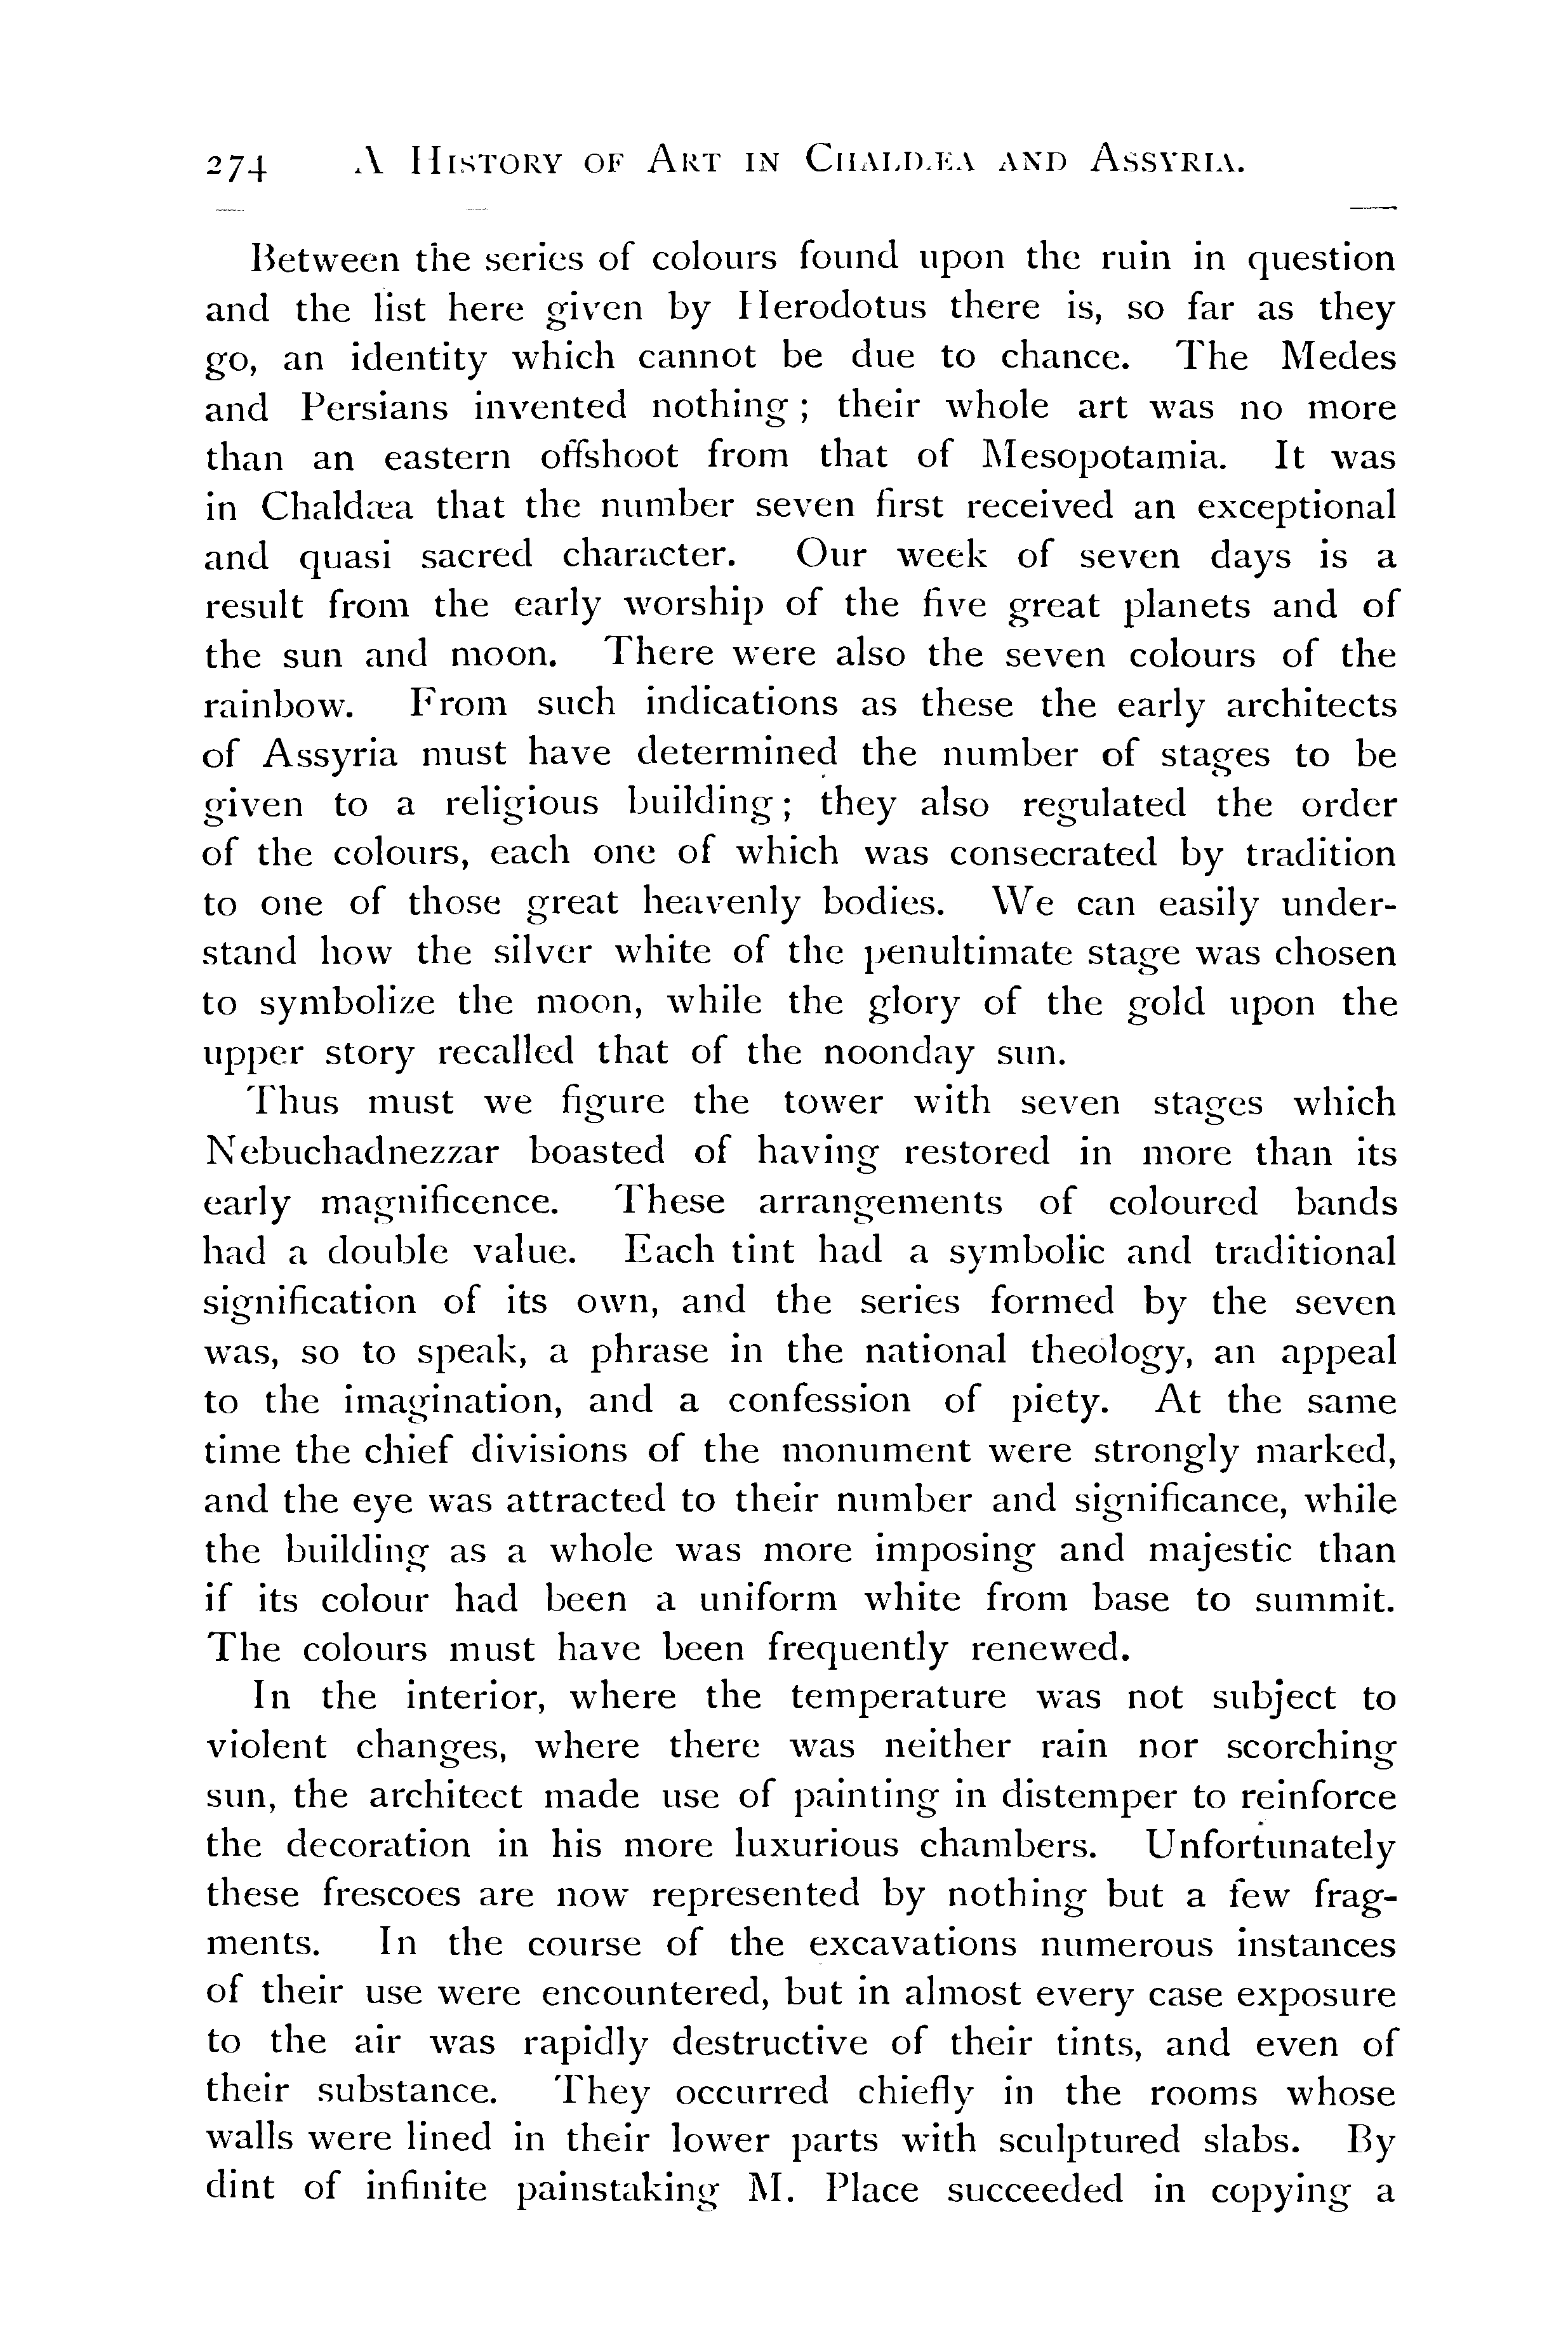 274 A History of Art in Chaldæa and Assyria.
Between the series of colours found upon the ruin in question
and the list here given by Herodotus there is, so far as they
go, an identity which cannot be due to chance. The Medes
and Persians invented nothing ; their whole art was no more
than an eastern offshoot from that of Mesopotamia. It was
in Chaldæa that the number seven first received an exceptional
and quasi sacred character. Our week of seven days is a
result from the early worship of the five great planets and of
the sun and moon. There were also the seven colours of the
rainbow. From such indications as these the early architects
of Assyria must have determined the number of stages to be
given to a religious building ; they also regulated the order
of the colours, each one of which was consecrated by tradition
to one of those great heavenly bodies. We can easily under-
stand how the silver white of the penultimate stage was chosen
to symbolize the moon, while the glory of the gold upon the
upper story recalled that of the noonday sun.
Thus must we figure the tower with seven stages which
Nebuchadnezzar boasted of having restored in more than its
early magnificence. These arrangements of coloured bands
had a double value. Each tint had a symbolic and traditional
signification of its own, and the series formed by the seven
was, so to speak, a phrase in the national theology, an appeal
to the imagination, and a confession of piety. At the same
time the chief divisions of the monument were strongly marked,
and the eye was attracted to their number and significance, while
the building as a whole was more imposing and majestic than
if its colour had been a uniform white from base to summit.
The colours must have been frequently renewed.
In the interior, where the temperature was not subject to
violent changes, where there was neither rain nor scorching
sun, the architect made use of painting in distemper to reinforce
the decoration in his more luxurious chambers. Unfortunately
these frescoes are now represented by nothing but a few frag-
ments. In the course of the excavations numerous instances
of their use were encountered, but in almost every case exposure
to the air was rapidly destructive of their tints, and even of
their substance. They occurred chiefly in the rooms whose
walls were lined in their lower parts with sculptured slabs. By
dint of infinite painstaking M. Place succeeded in copying a